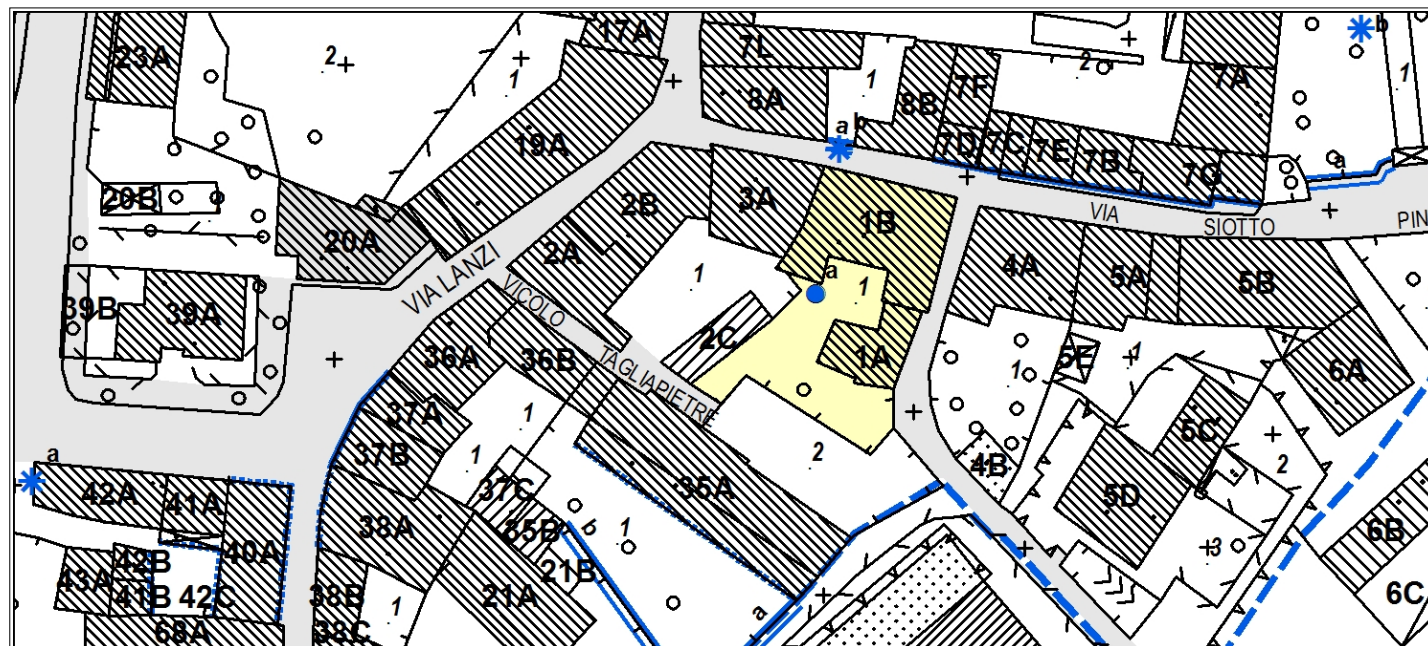 23A
2
1
17A
7L
8A
1
8B
7F
2
7A
b
1
19A
a
b
7D
7C
7E
7B
7G
a
20B
20A
2B
3A
1B
VIA
SIOTTO
PIN
39B
39A
VIA LANZI
2A
VICOLO
TAGLIAPIETRE
1
a
1
4A
5A
5B
36A
36B
2C
1A
1
5E
1
6A
37A
37B
1
1
2
4B
5C
2
a
42A
41A
37C
35A
5D
38A
35B
b
1
40A
3
6B
43A
42B
41B
42C
21B
21A
38B
1
a
6C
68A
38C